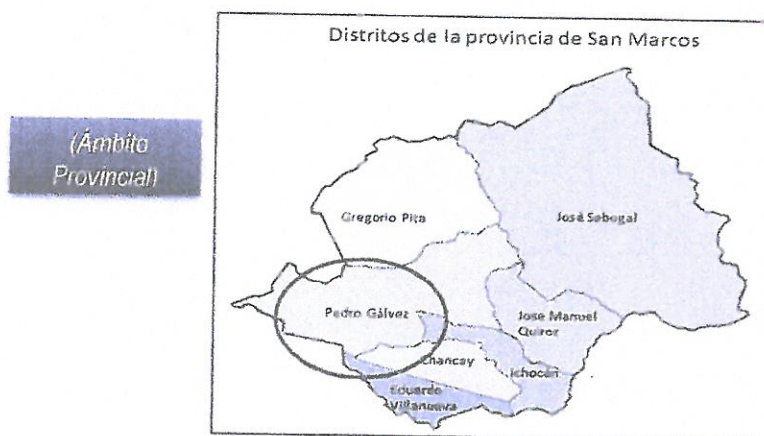 Distritos de la provincia de San Marcos
(Ámbito
Provincial)
Gregorio Pita
José Sabogal
Pedro Gálvez
Jose Manuel
Quiroz
Chancay
Ichocán
Eduardo
Villanueva